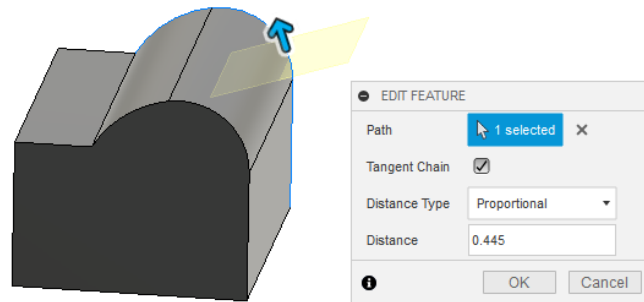 EDIT FEATURE
Path 1 selected
Tangent Chain
Distance Type Proportional
Distance 0.445
OK Cancel